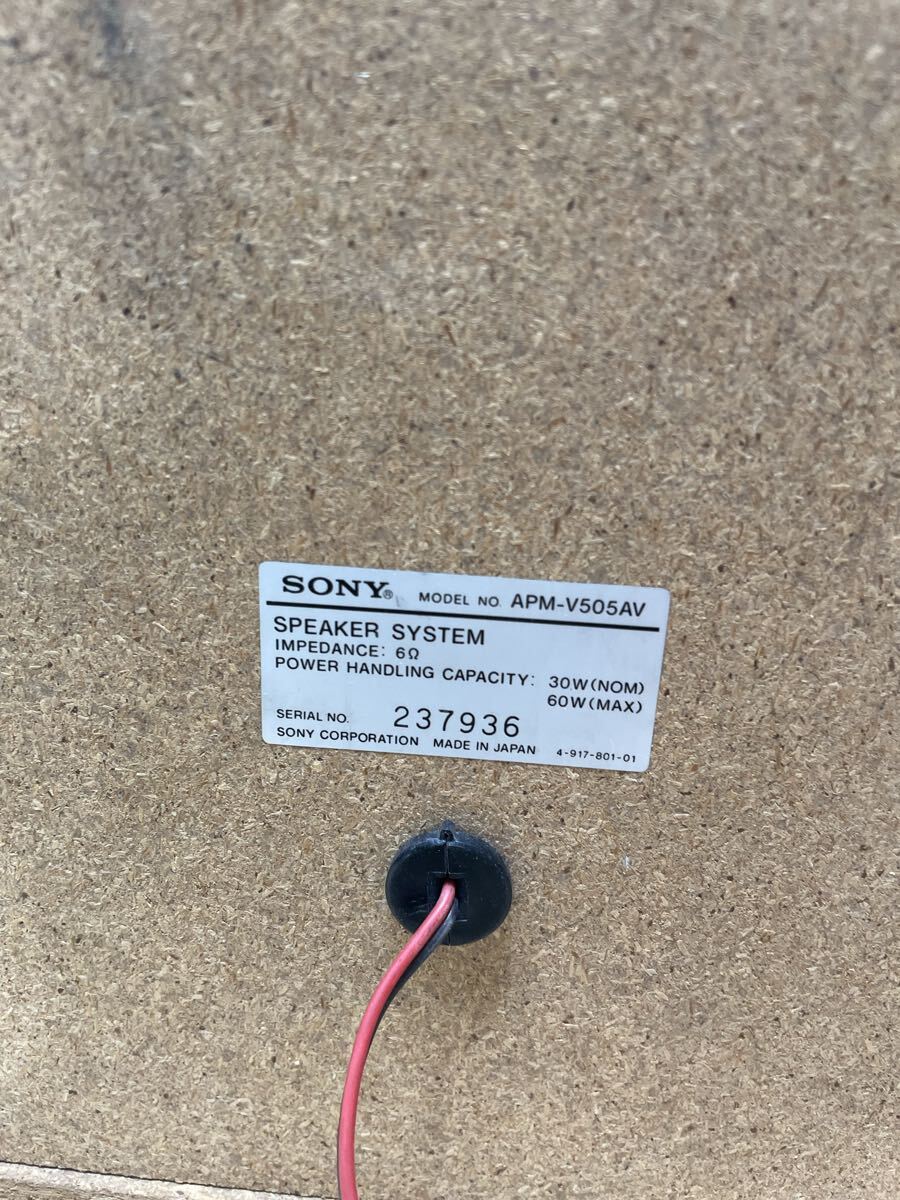 SONY® MODEL NO. APM-V505AV
SPEAKER SYSTEM
IMPEDANCE: 6Ω
POWER HANDLING CAPACITY: 30W(NOM)
60W(MAX)
SERIAL NO. 237936
SONY CORPORATION MADE IN JAPAN 4-917-801-01